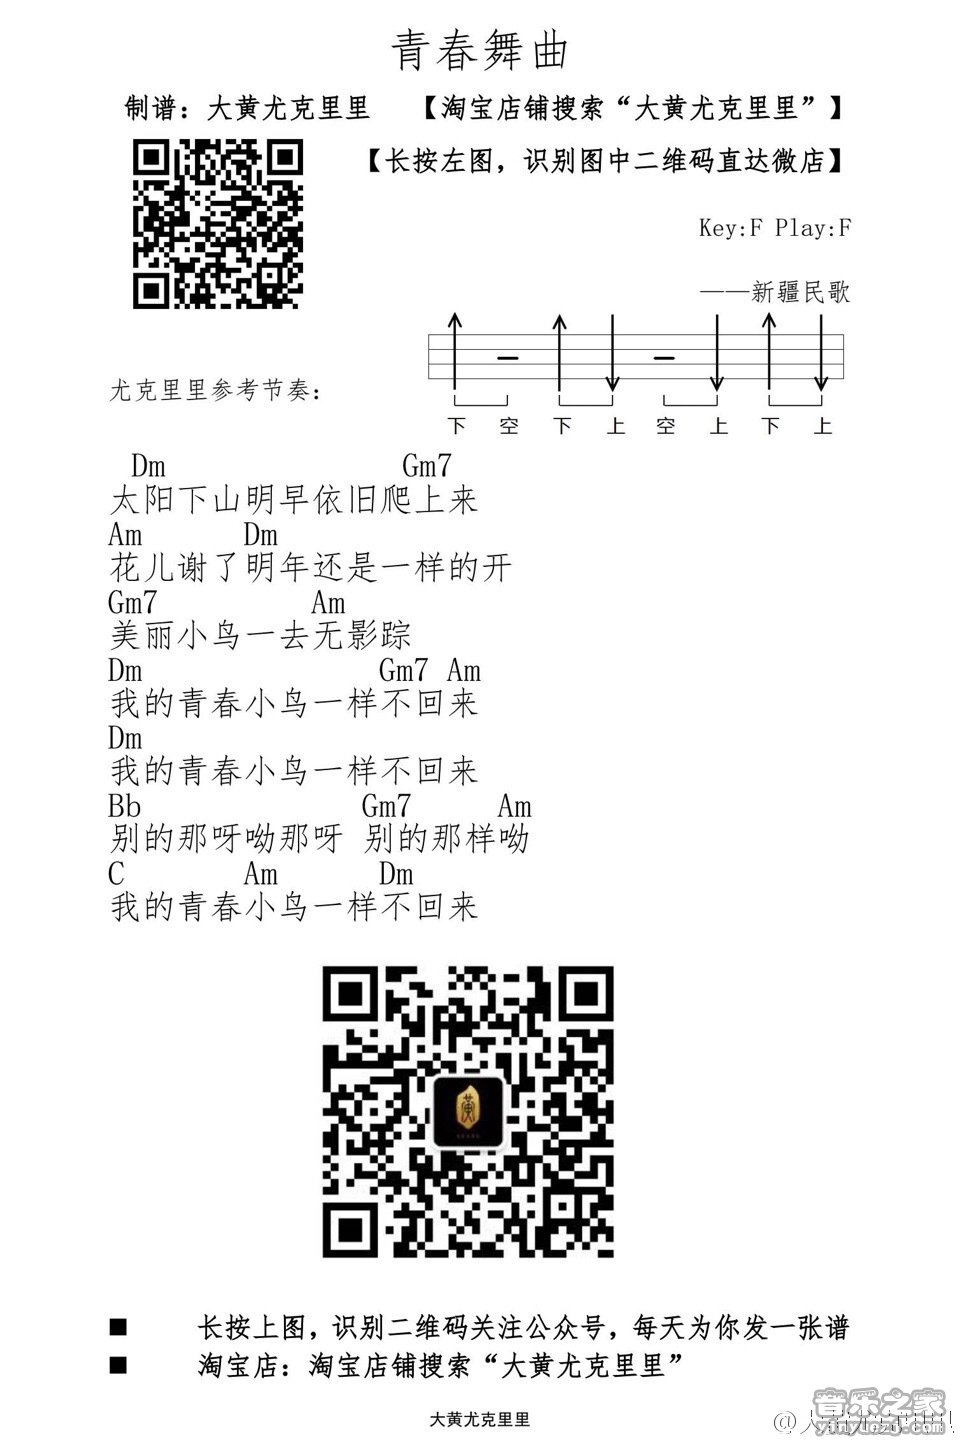 青春舞曲
制谱：大黄尤克里里 【淘宝店铺搜索“大黄尤克里里”】
【长按左图，识别图中二维码直达微店】
Key:F Play:F
——新疆民歌
尤克里里参考节奏：
下 空 下 上 空 上 下 上
Dm Gm7
太阳下山明早依旧爬上来
Am Dm
花儿谢了明年还是一样的开
Gm7 Am
美丽小鸟一去无影踪
Dm Gm7 Am
我的青春小鸟一样不回来
Dm
我的青春小鸟一样不回来
Bb Gm7 Am
别的那呀呦那呀 别的那样呦
C Am Dm
我的青春小鸟一样不回来
黄
■ 长按上图，识别二维码关注公众号，每天为你发一张谱
■ 淘宝店：淘宝店铺搜索“大黄尤克里里”
大黄尤克里里
音乐之家
yinyuezj.com